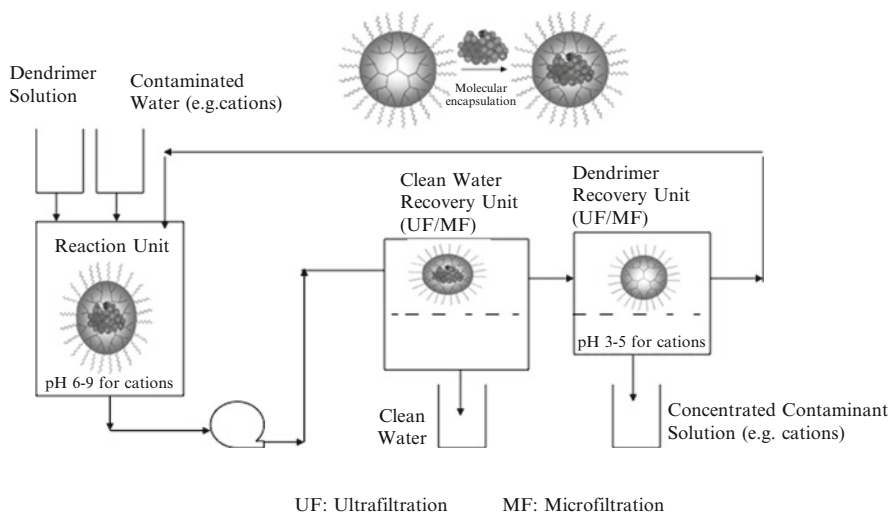 Dendrimer
Solution
Contaminated
Water (e.g.cations)
Molecular
encapsulation
Reaction Unit
pH 6-9 for cations
Clean Water
Recovery Unit
(UF/MF)
Dendrimer
Recovery Unit
(UF/MF)
pH 3-5 for cations
Clean
Water
Concentrated Contaminant
Solution (e.g. cations)
UF: Ultrafiltration MF: Microfiltration